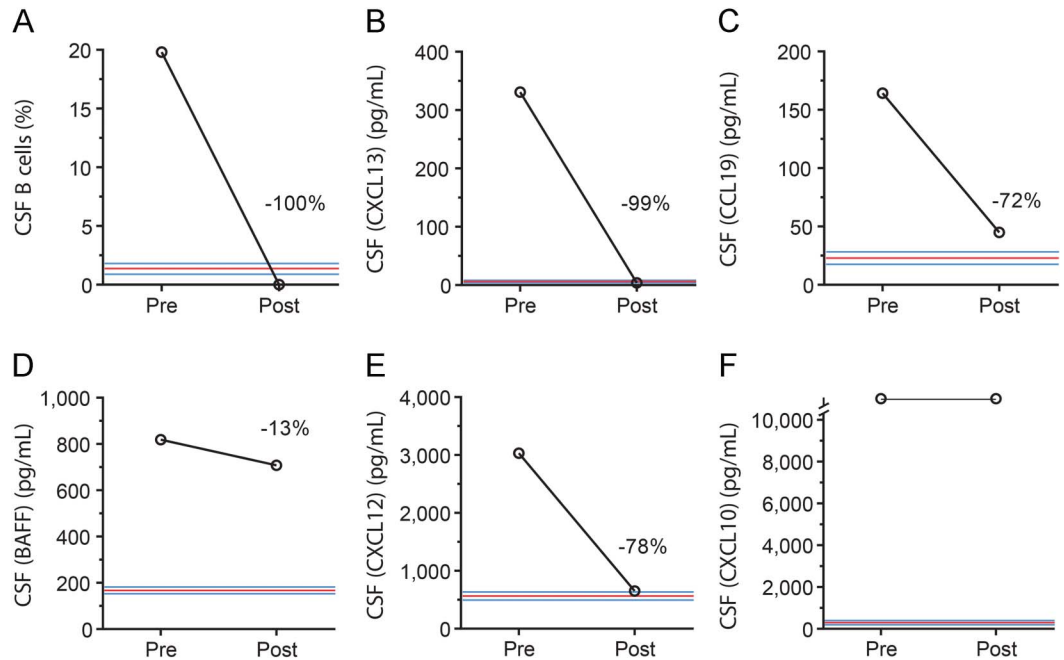 A
CSF B cells (%)
20
15
10
5
0
-100%
Pre Post
B
CSF (CXCL13) (pg/mL)
400
300
200
100
0
-99%
Pre Post
C
CSF (CCL19) (pg/mL)
200
150
100
50
0
-72%
Pre Post
D
CSF (BAFF) (pg/mL)
1,000
800
600
400
200
0
-13%
Pre Post
E
CSF (CXCL12) (pg/mL)
4,000
3,000
2,000
1,000
0
-78%
Pre Post
F
CSF (CXCL10) (pg/mL)
10,000
8,000
6,000
4,000
2,000
0
Pre Post